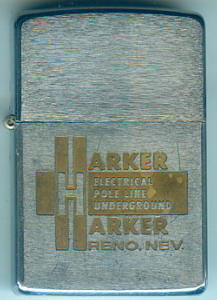 HARKER
ELECTRICAL
POLE LINE
UNDERGROUND
HARKER
RENO, NEV.